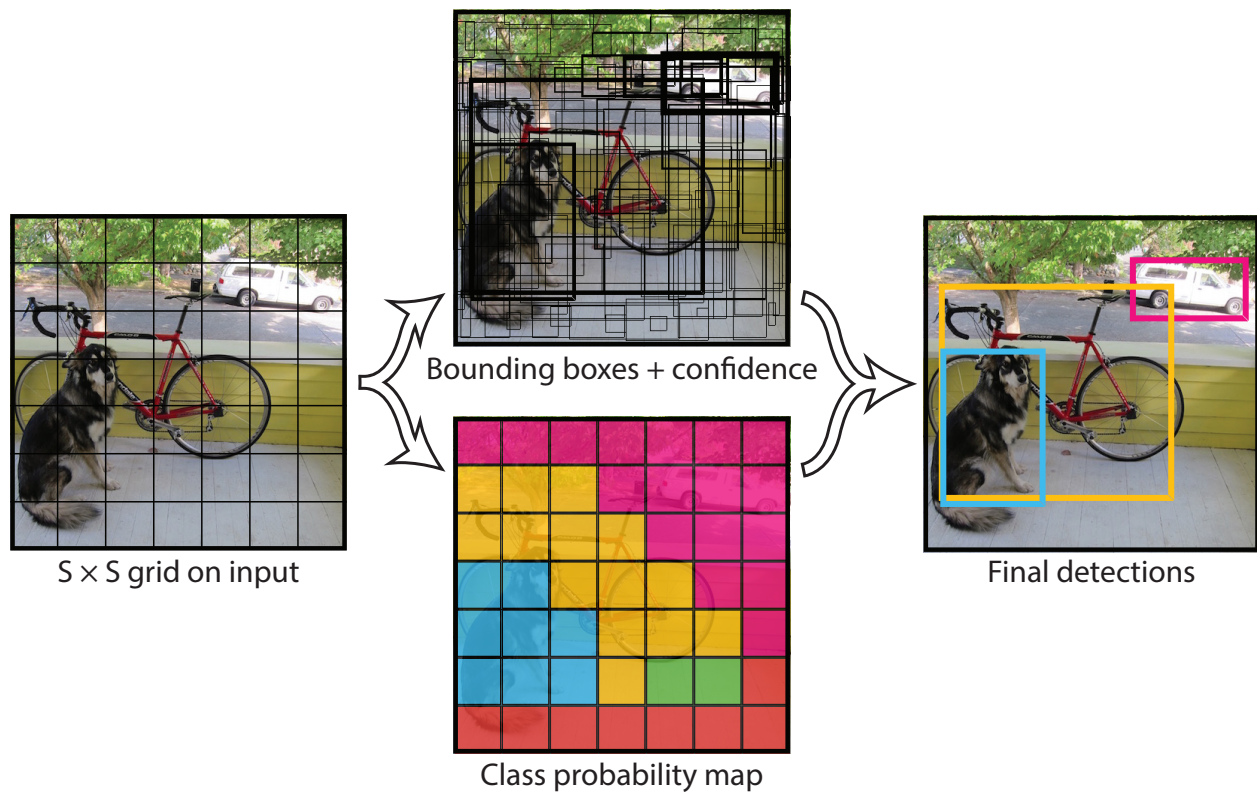 S × S grid on input
Bounding boxes + confidence
Class probability map
Final detections